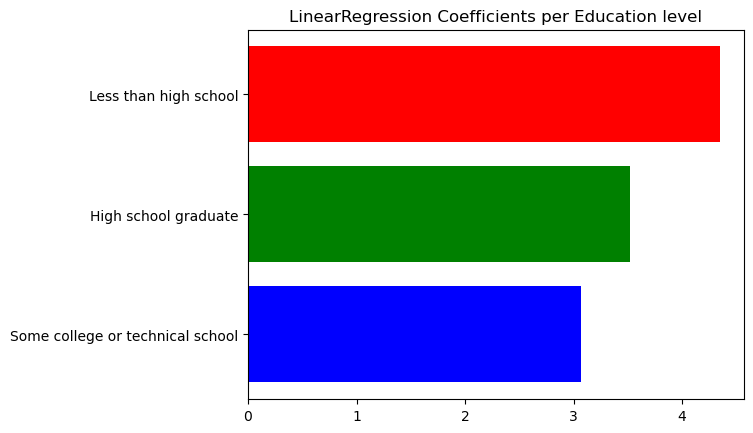 LinearRegression Coefficients per Education level
Less than high school
High school graduate
Some college or technical school
0 1 2 3 4